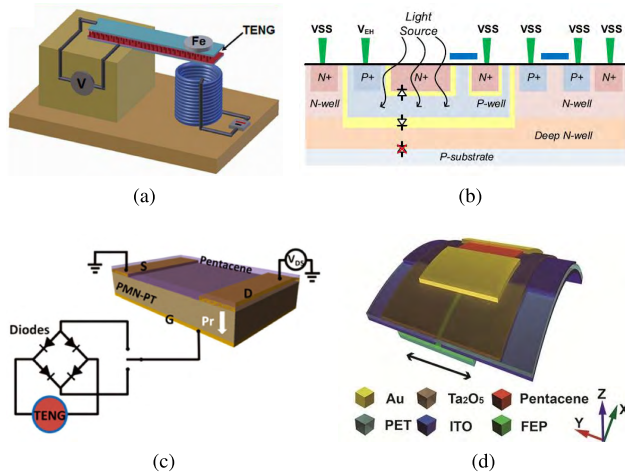 Fe
TENG
V
(a)
VSS VEH Light Source VSS VSS VSS VSS
N+ P+ N+ N+ P+ P+ N+
N-well P-well N-well
Deep N-well
P-substrate
(b)
Pentacene
S
VDS
D
PMN-PT
G
Pr
Diodes
TENG
(c)
Au Ta2O5 Pentacene
PET ITO FEP
Z
X
Y
(d)